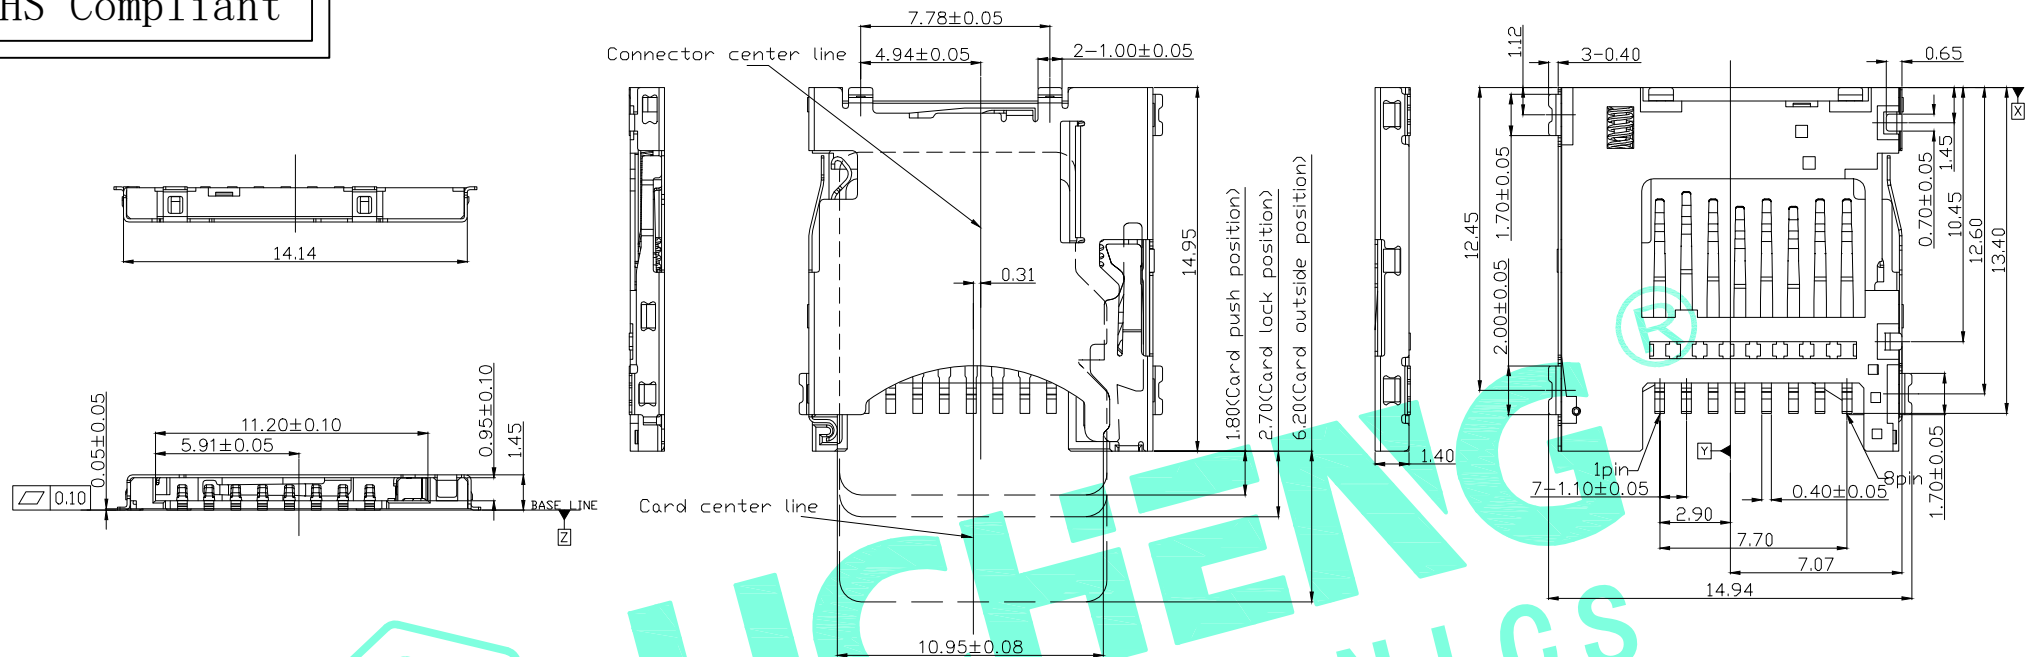 HS Compliant
7.78±0.05
Connector center line
4.94±0.05
2-1.00±0.05
14.14
0.31
14.95
1.80(Card push position)
2.70(Card lock position)
6.20(Card outside position)
11.20±0.10
5.91±0.05
0.05±0.05
0.10
0.95±0.10
1.45
BASE LINE
Z
Card center line
10.95±0.08
1.40
1.12
3-0.40
0.65
X
12.45
1.70±0.05
2.00±0.05
0.70±0.05
1.45
10.45
12.60
13.40
Y
1pin
8pin
7-1.10±0.05
0.40±0.05
1.70±0.05
2.90
7.70
7.07
14.94
®
UCHENG
NICS